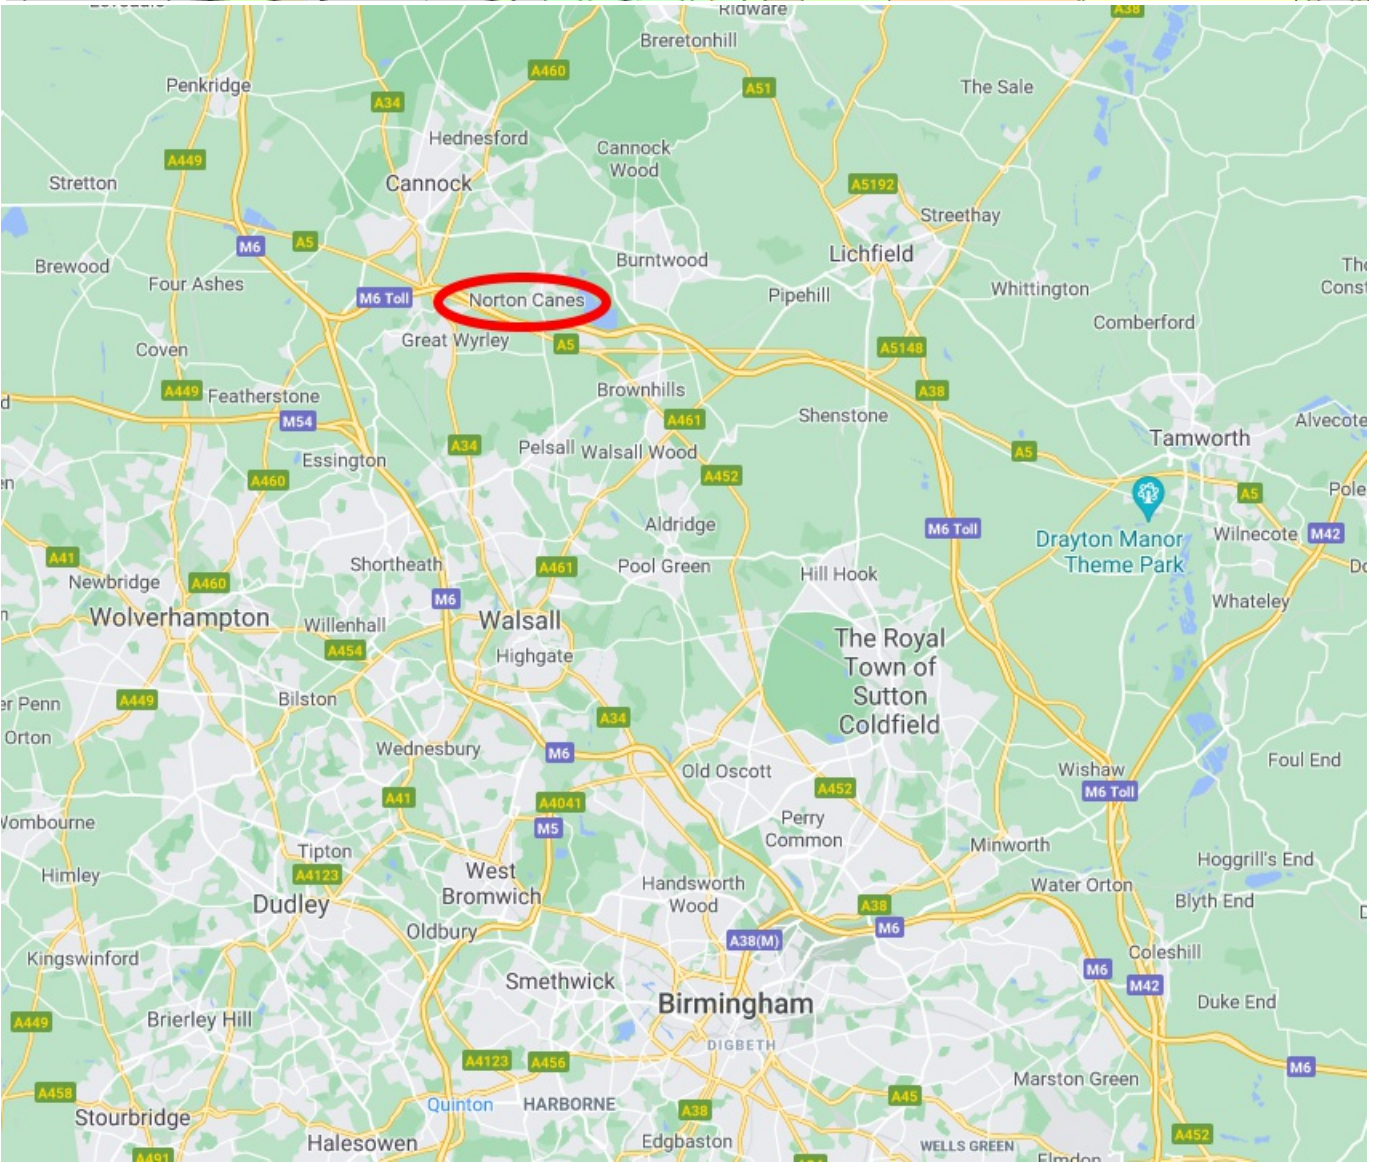 Ridware
A38
Breretonhill
A460
Penkridge
A51
The Sale
A34
Hednesford
Cannock
Wood
A449
Stretton
Cannock
A5192
Streethay
M6
A5
Burntwood
Lichfield
Brewood
Four Ashes
M6 Toll
Norton Canes
Pipehill
Whittington
Comberford
Great Wyrley
A5
A5148
Coven
A449
Featherstone
Brownhills
A38
M54
A461
Shenstone
Alvecote
A34
Pelsall
Walsall Wood
Tamworth
Essington
A5
A460
A452
A5
Pole
Aldridge
M6 Toll
Drayton Manor
Theme Park
Wilnecote
M42
A41
Shortheath
A461
Pool Green
Hill Hook
Newbridge
A460
M6
Whateley
Wolverhampton
Willenhall
Walsall
The Royal
Town of
Sutton
Coldfield
A454
Highgate
A449
Bilston
er Penn
A34
Orton
Wednesbury
M6
Old Oscott
Wishaw
Foul End
A452
M6 Toll
A41
A4041
M5
Perry
Common
Wombourne
Tipton
Minworth
A4123
West
Bromwich
Hoggrill's End
Himley
Handsworth
Wood
Water Orton
Dudley
A38
Blyth End
Oldbury
M6
A38(M)
Coleshill
Kingswinford
M6
Smethwick
M42
Birmingham
Duke End
A449
Brierley Hill
DIGBETH
A4123
A456
M6
Marston Green
A458
Quinton
HARBORNE
A45
A38
Stourbridge
Halesowen
Edgbaston
WELLS GREEN
A452
A491
Elmdon